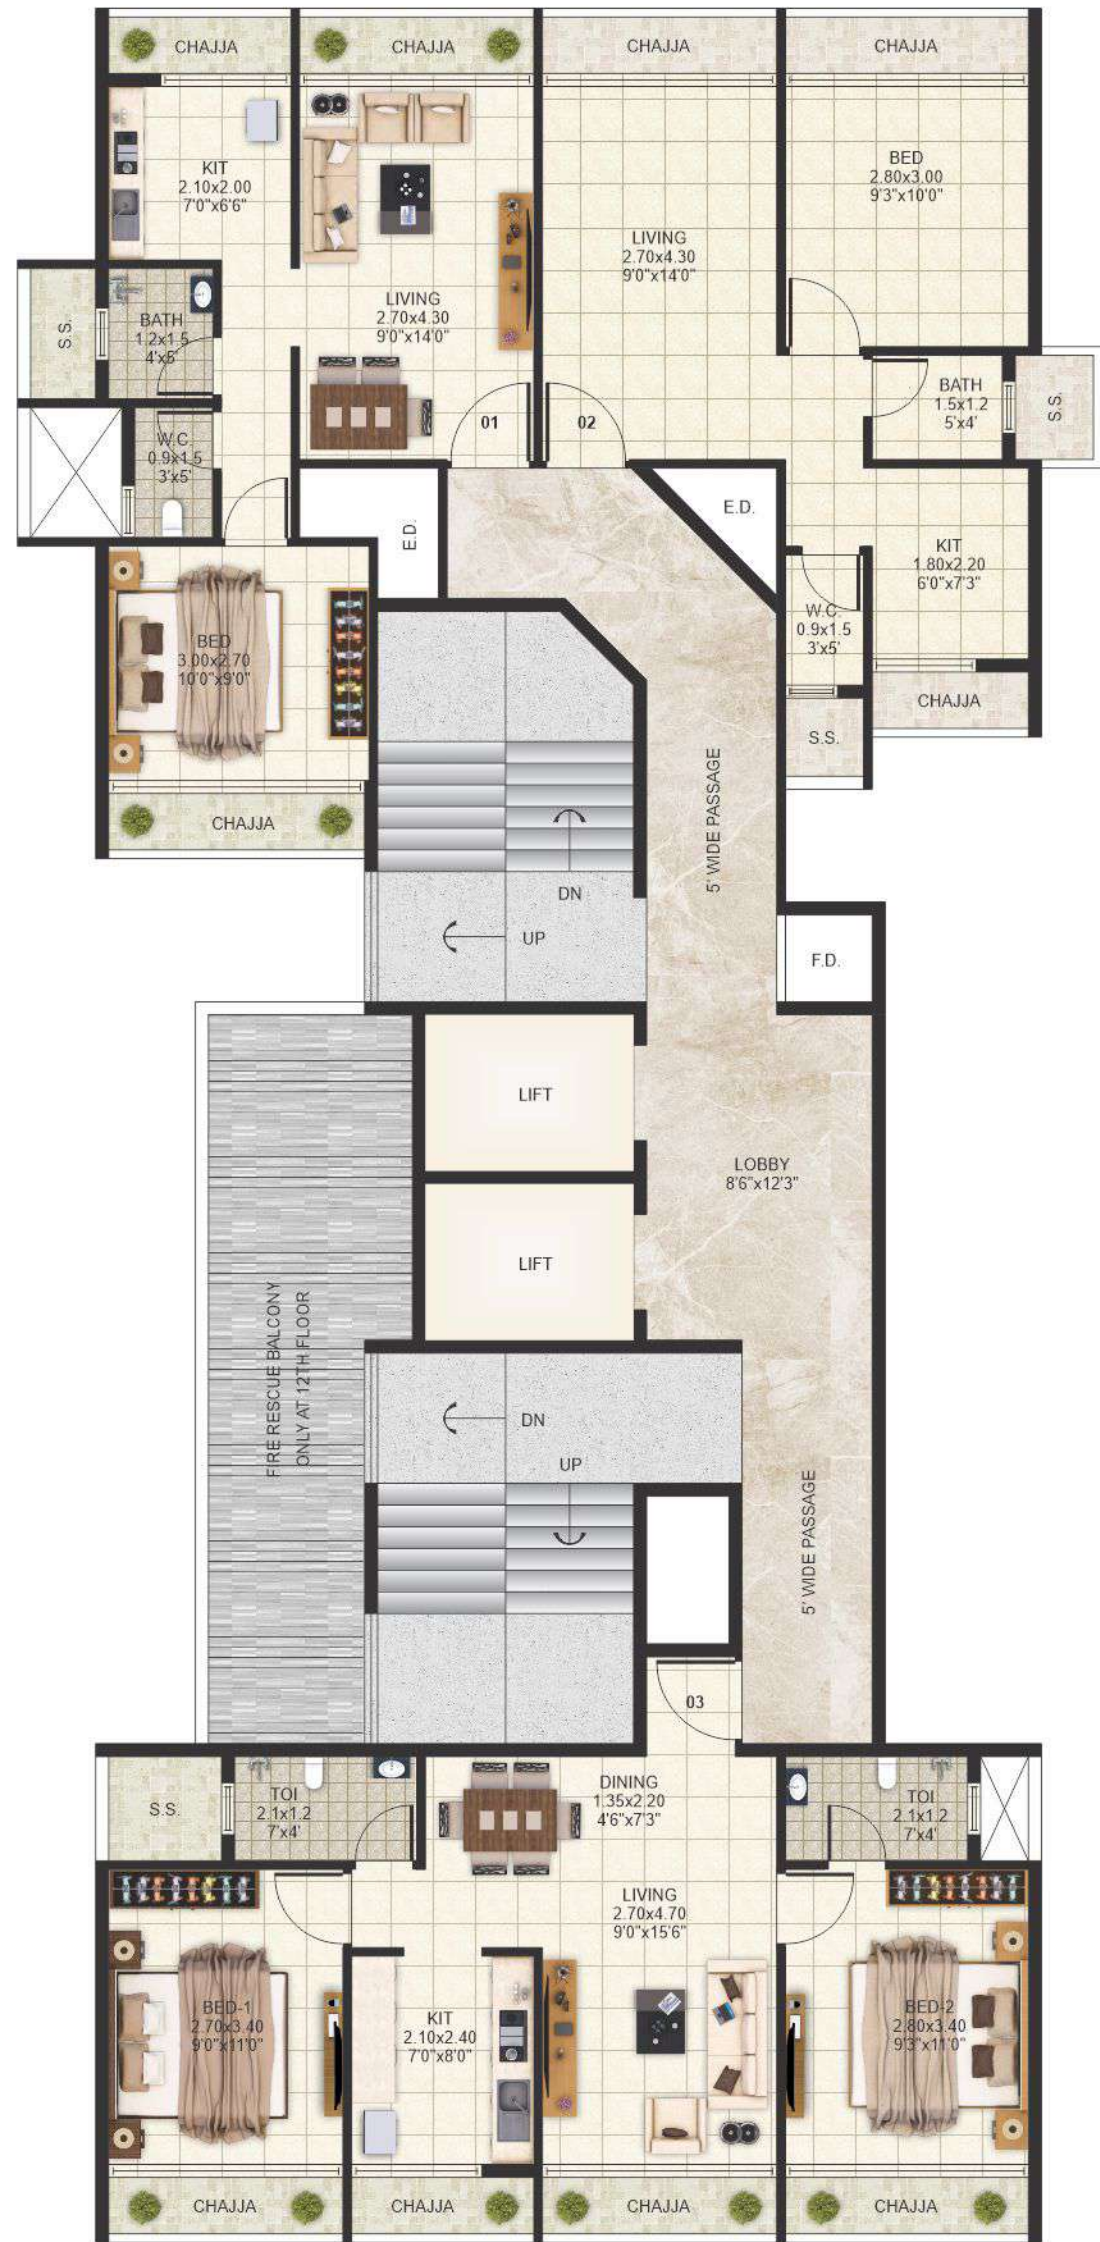 CHAJJA
CHAJJA
CHAJJA
CHAJJA
KIT
2.10x2.00
7'0"x6'6"
BED
2.80x3.00
9'3"x10'0"
LIVING
2.70x4.30
9'0"x14'0"
LIVING
2.70x4.30
9'0"x14'0"
S.S.
BATH
1.2x1.5
4'x5'
BATH
1.5x1.2
5'x4'
S.S.
01
02
W.C.
0.9x1.5
3'x5'
E.D.
E.D.
KIT
1.80x2.20
6'0"x7'3"
W.C.
0.9x1.5
3'x5'
BED
3.00x2.70
10'0"x9'0"
CHAJJA
S.S.
CHAJJA
5' WIDE PASSAGE
DN
UP
F.D.
LIFT
LOBBY
8'6"x12'3"
LIFT
FIRE RESCUE BALCONY
ONLY AT 12TH FLOOR
DN
UP
5' WIDE PASSAGE
03
S.S.
TOI
2.1x1.2
7'x4'
DINING
1.35x2.20
4'6"x7'3"
TOI
2.1x1.2
7'x4'
LIVING
2.70x4.70
9'0"x15'6"
BED-1
2.70x3.40
9'0"x11'0"
KIT
2.10x2.40
7'0"x8'0"
BED-2
2.80x3.40
9'3"x11'0"
CHAJJA
CHAJJA
CHAJJA
CHAJJA